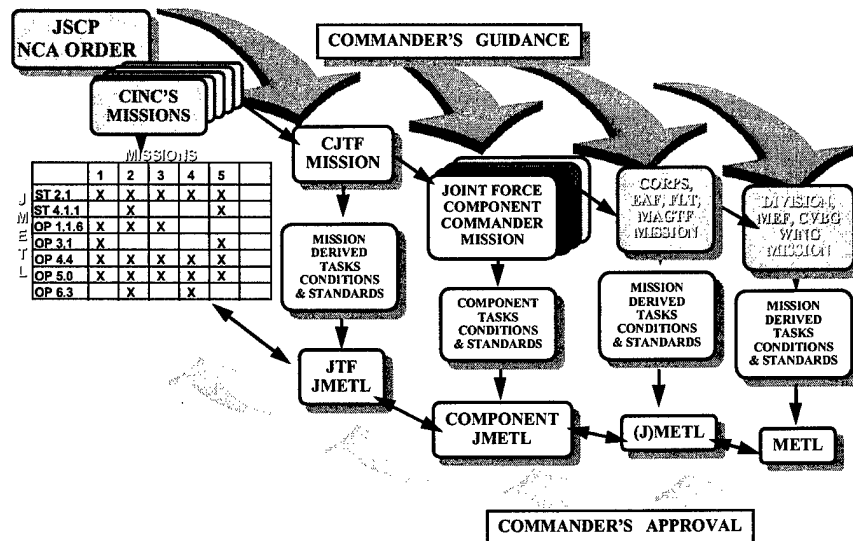 JSCP
NCA ORDER
COMMANDER'S GUIDANCE
CINC'S
MISSIONS
CJTF
MISSION
JOINT FORCE
COMPONENT
COMMANDER
MISSION
CORPS,
EAF, FLT,
MAGTF
MISSION
DIVISION,
MEF, CVBG
WING
MISSION
MISSIONS
JMETL
1 2 3 4 5
ST 2.1 X X X X X
ST 4.1.1 X X
OP 1.1.6 X X X
OP 3.1 X X
OP 4.4 X X X X X
OP 5.0 X X X X X
OP 6.3 X X
MISSION
DERIVED
TASKS
CONDITIONS
& STANDARDS
COMPONENT
TASKS
CONDITIONS
& STANDARDS
MISSION
DERIVED
TASKS
CONDITIONS
& STANDARDS
MISSION
DERIVED
TASKS
CONDITIONS
& STANDARDS
JTF
JMETL
COMPONENT
JMETL
(J)METL
METL
COMMANDER'S APPROVAL